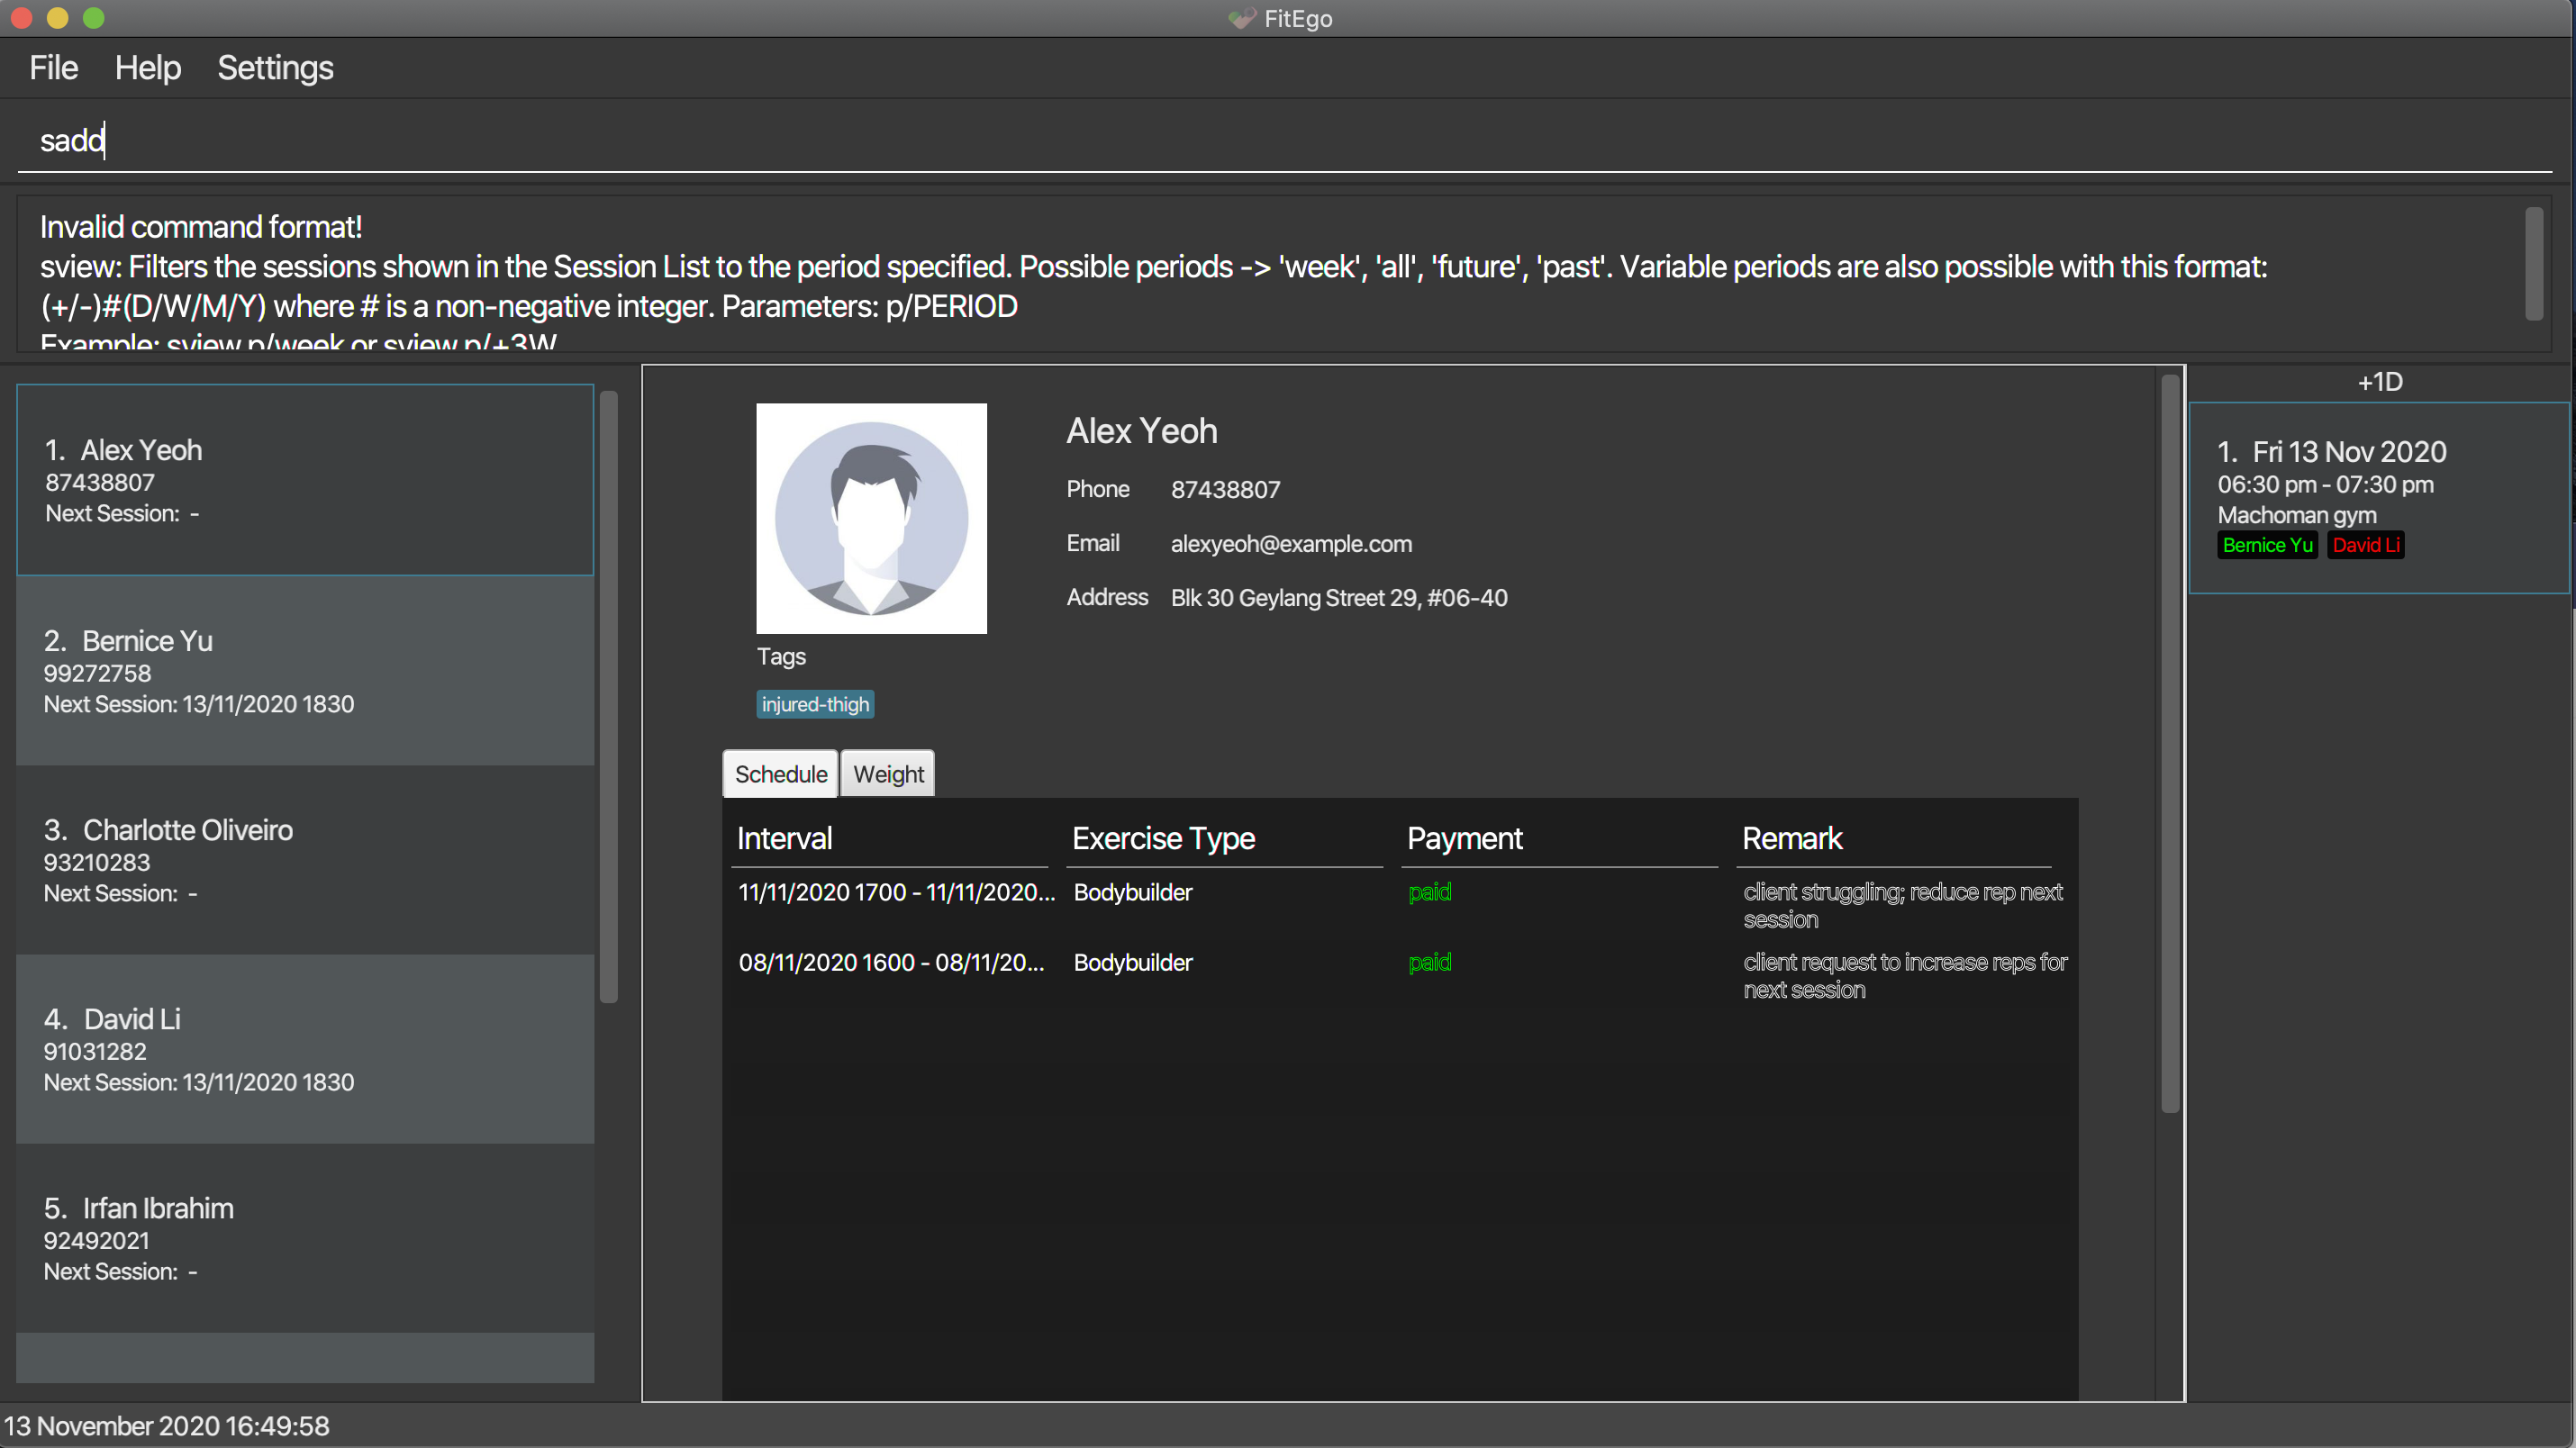 FitEgo
File Help Settings
sadd
Invalid command format!
sview: Filters the sessions shown in the Session List to the period specified. Possible periods -> 'week', 'all', 'future', 'past'. Variable periods are also possible with this format:
(+/-)#(D/W/M/Y) where # is a non-negative integer. Parameters: p/PERIOD
Example: sview p/week or sview p/+3W
1. Alex Yeoh
87438807
Next Session: -
2. Bernice Yu
99272758
Next Session: 13/11/2020 1830
3. Charlotte Oliveiro
93210283
Next Session: -
4. David Li
91031282
Next Session: 13/11/2020 1830
5. Irfan Ibrahim
92492021
Next Session: -
Alex Yeoh
Phone 87438807
Email alexyeoh@example.com
Address Blk 30 Geylang Street 29, #06-40
Tags
injured-thigh
Schedule Weight
Interval Exercise Type Payment Remark
11/11/2020 1700 - 11/11/2020... Bodybuilder paid client struggling; reduce rep next
session
08/11/2020 1600 - 08/11/20... Bodybuilder paid client request to increase reps for
next session
+1D
1. Fri 13 Nov 2020
06:30 pm - 07:30 pm
Machoman gym
Bernice Yu David Li
13 November 2020 16:49:58